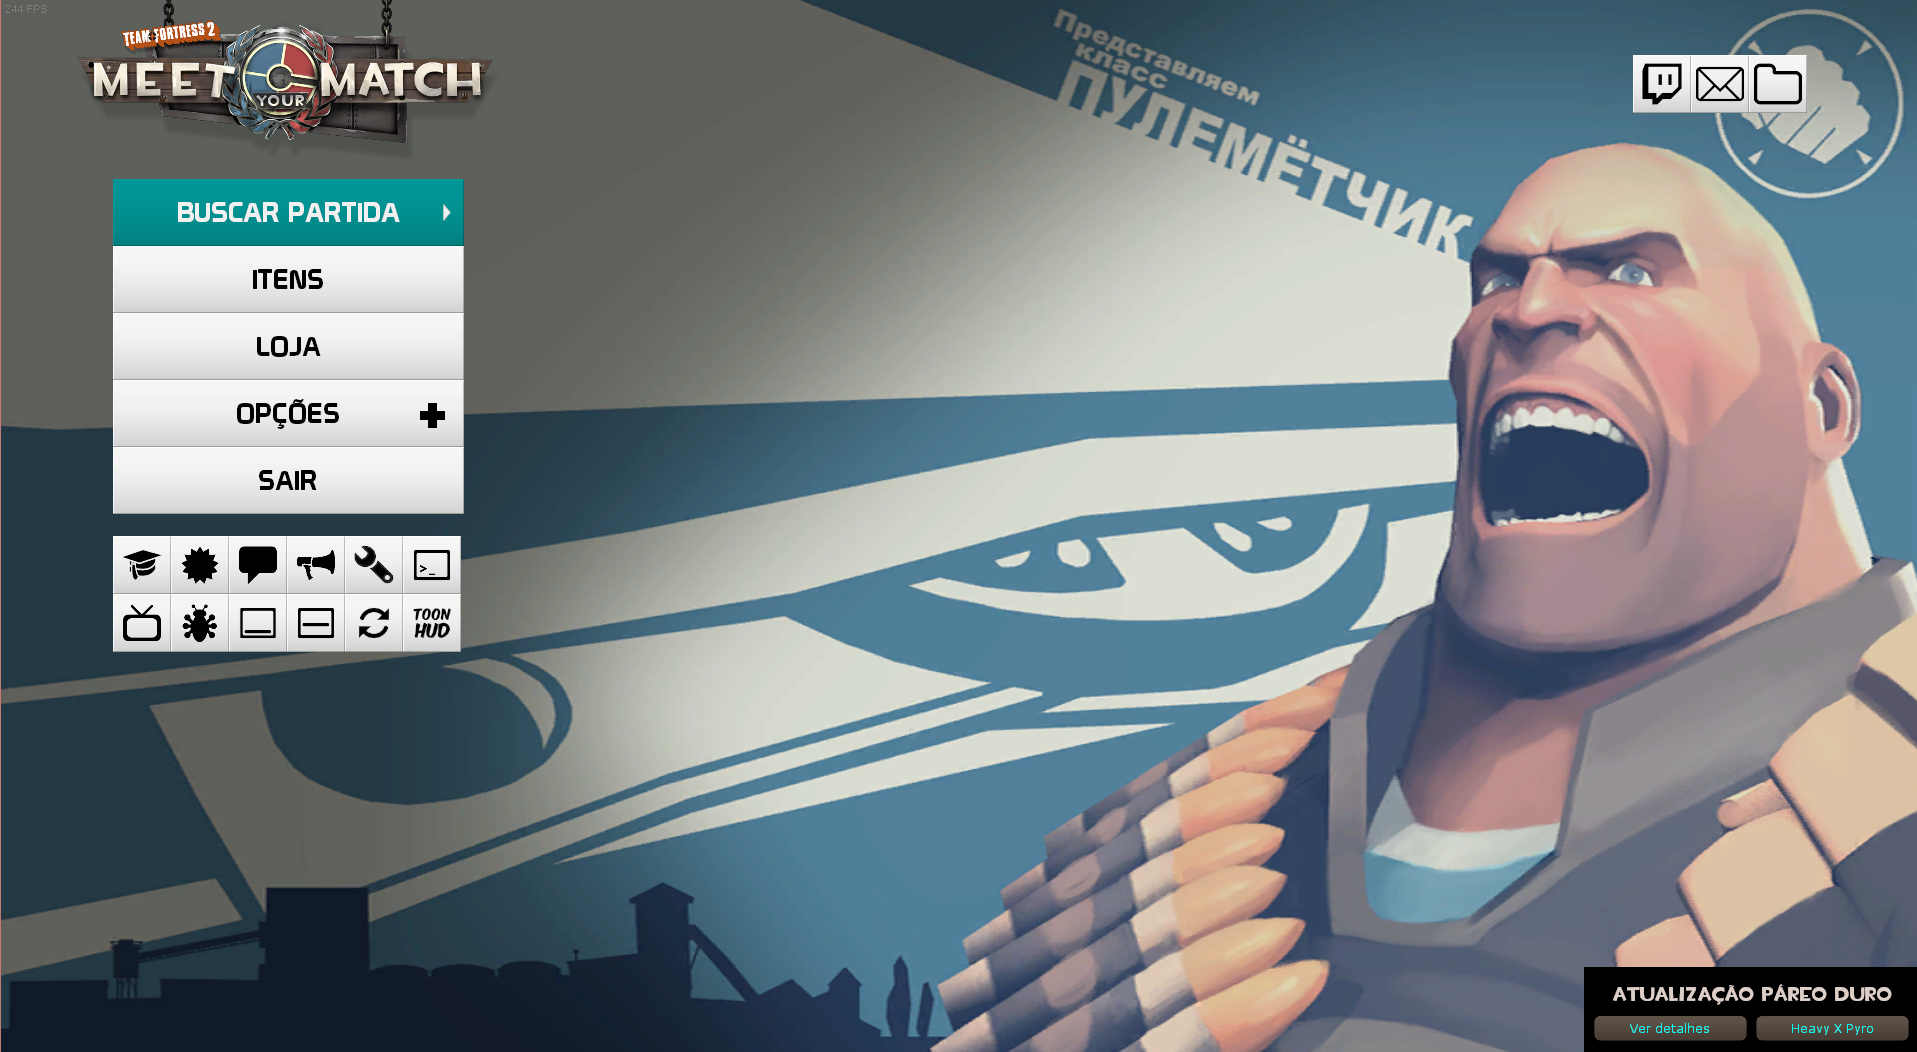 244 FPS
TEAM FORTRESS 2
MEET YOUR MATCH
Представляем
класс
ПУЛЕМЁТЧИК
BUSCAR PARTIDA
ITENS
LOJA
OPÇÕES
SAIR
>_
TOON
HUD
ATUALIZAÇÃO PÁREO DURO
Ver detalhes
Heavy X Pyro